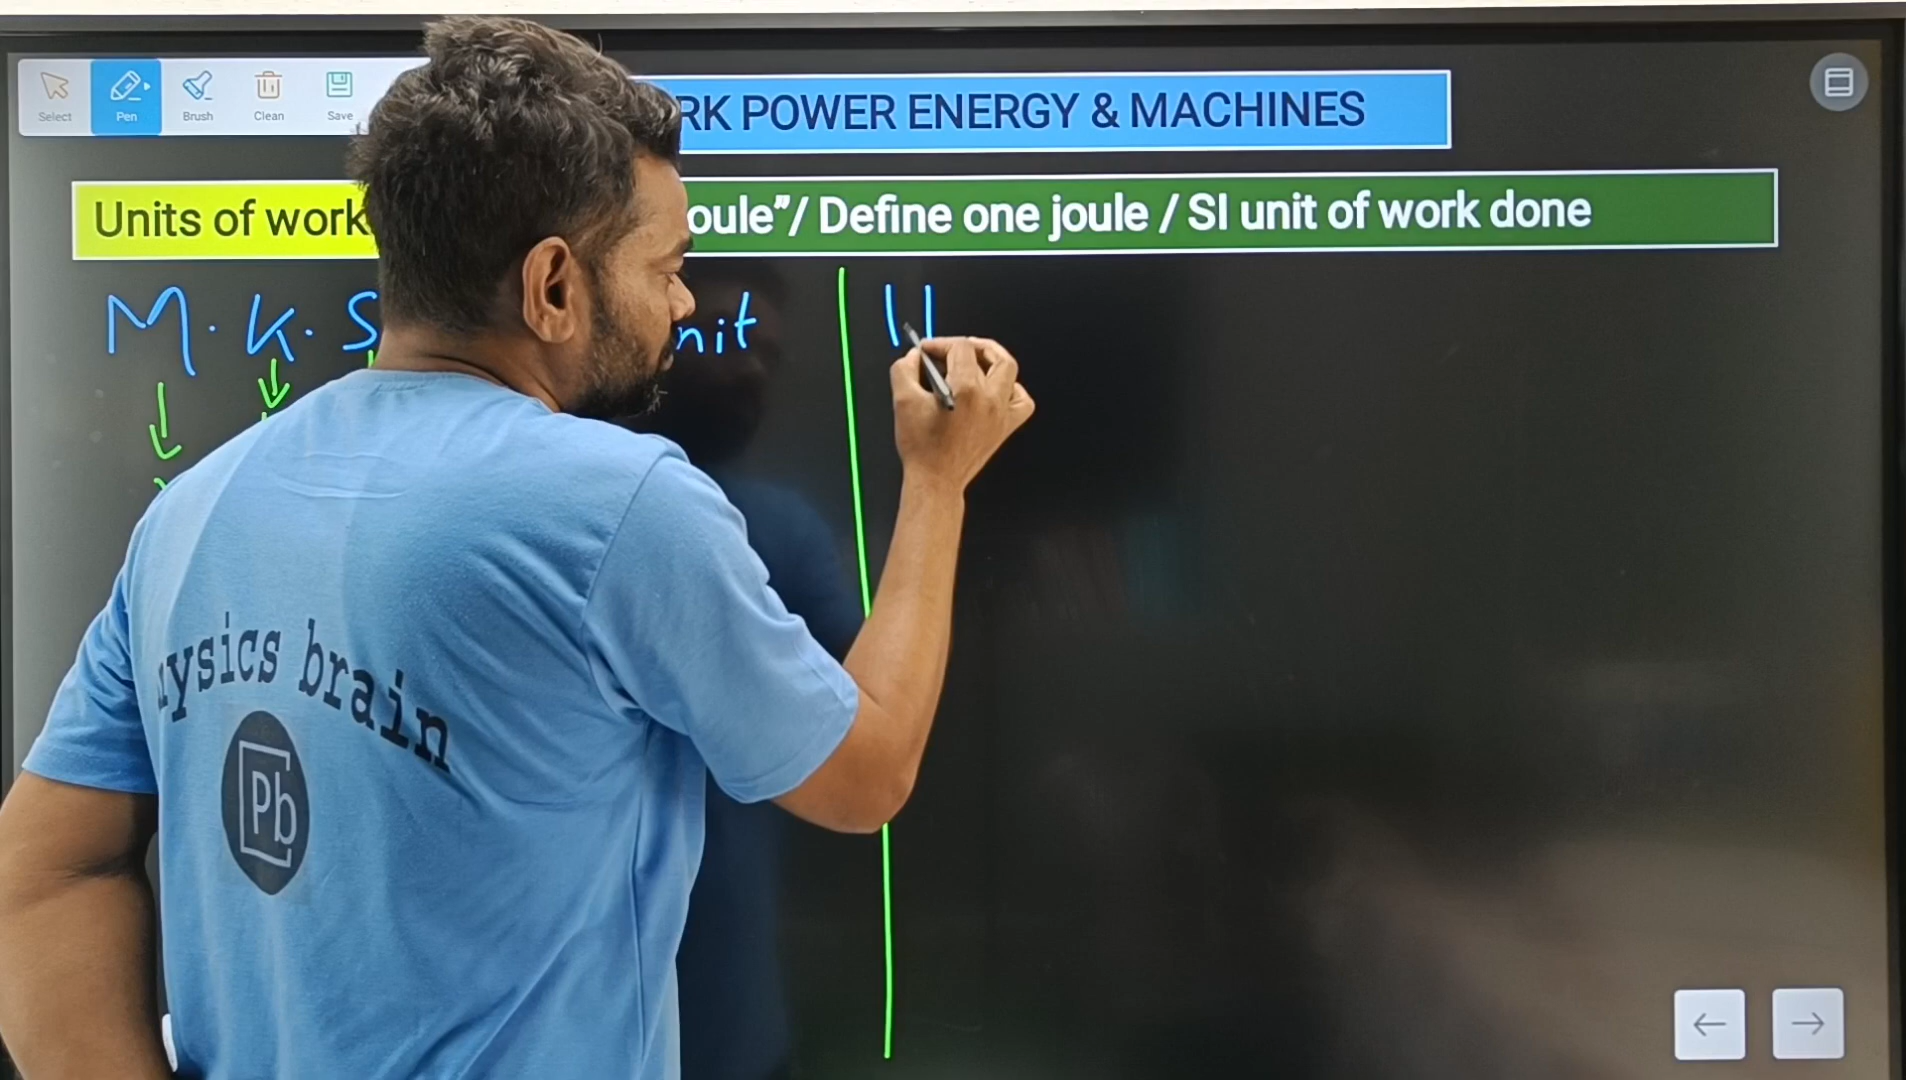 Select Pen Brush Clean Save
RK POWER ENERGY & MACHINES
Units of work oule”/ Define one joule / SI unit of work done
M. K. S nit
ysics brain
Pb